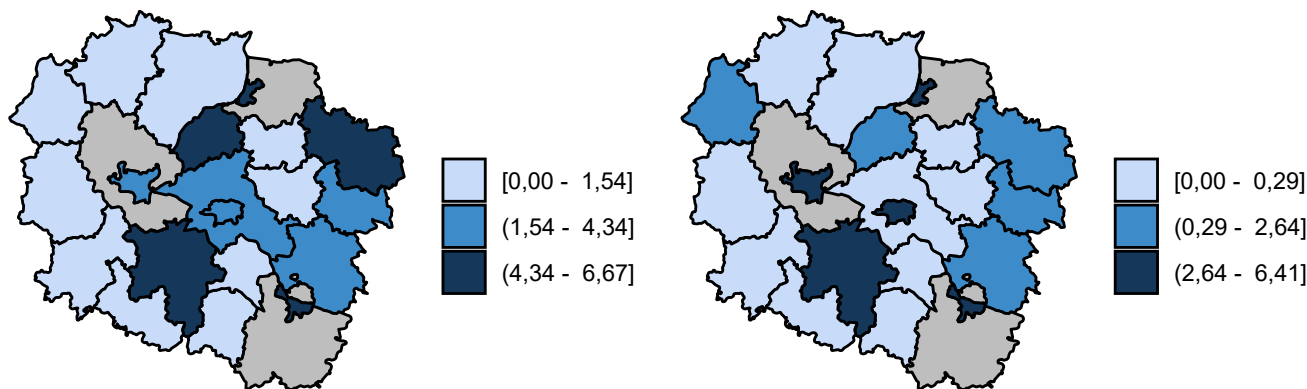 [0,00 - 1,54]
(1,54 - 4,34]
(4,34 - 6,67]
[0,00 - 0,29]
(0,29 - 2,64]
(2,64 - 6,41]